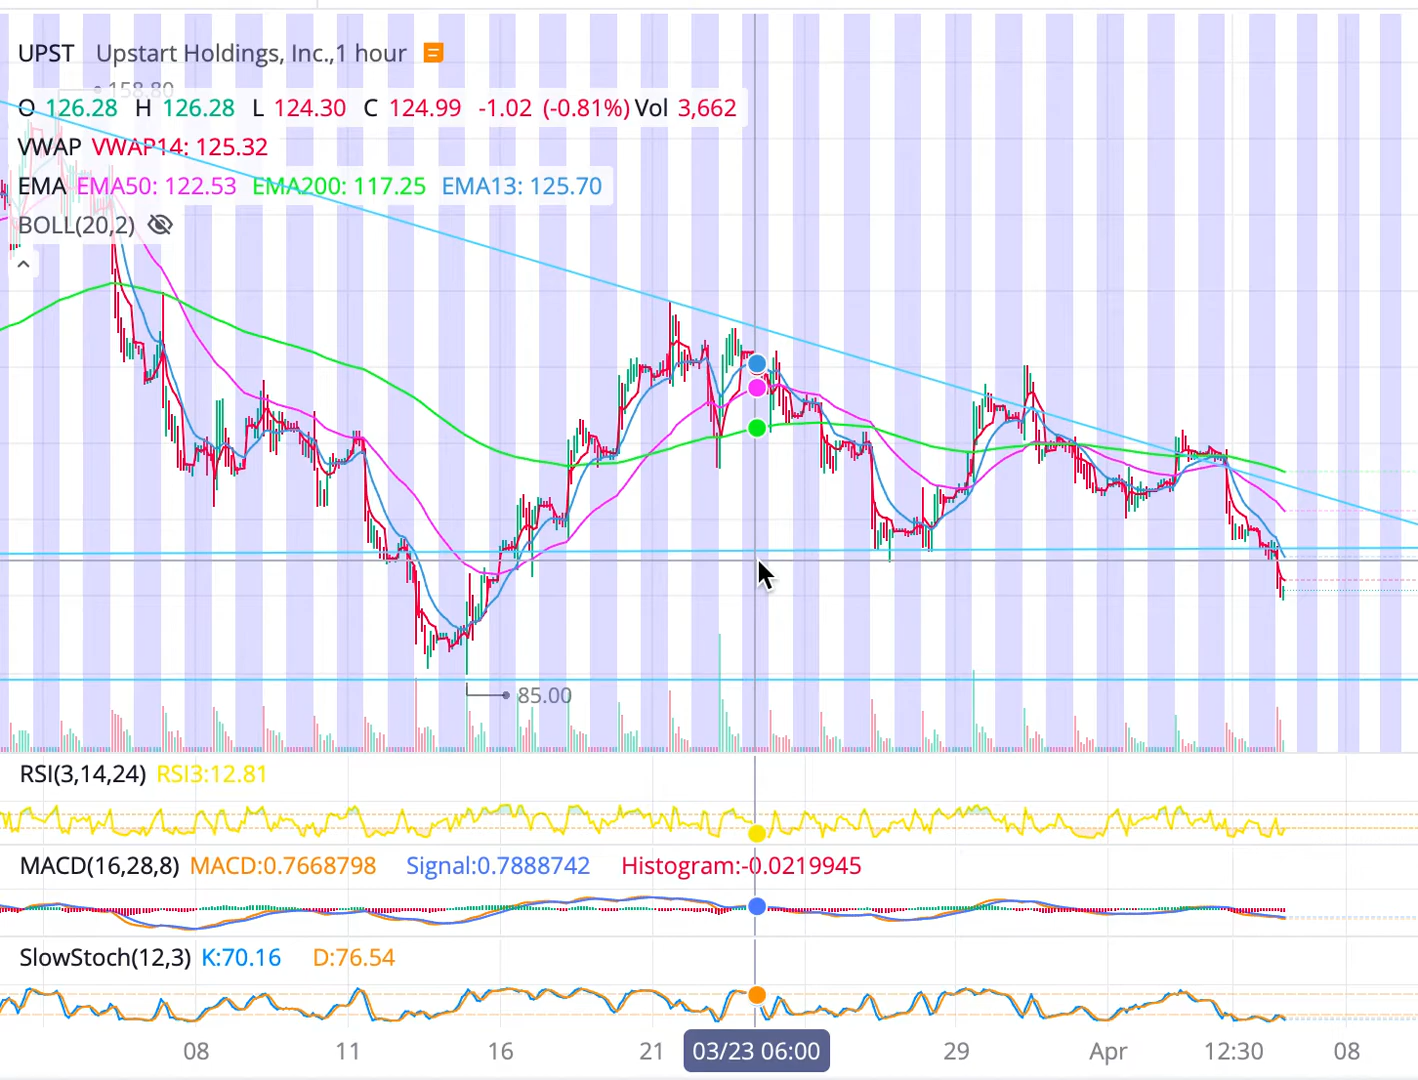 UPST Upstart Holdings, Inc.,1 hour
158.80
O 126.28 H 126.28 L 124.30 C 124.99 -1.02 (-0.81%) Vol 3,662
VWAP VWAP14: 125.32
EMA EMA50: 122.53 EMA200: 117.25 EMA13: 125.70
BOLL(20,2)
85.00
RSI(3,14,24) RSI3:12.81
MACD(16,28,8) MACD:0.7668798 Signal:0.7888742 Histogram:-0.0219945
SlowStoch(12,3) K:70.16 D:76.54
08 11 16 21 03/23 06:00 29 Apr 12:30 08